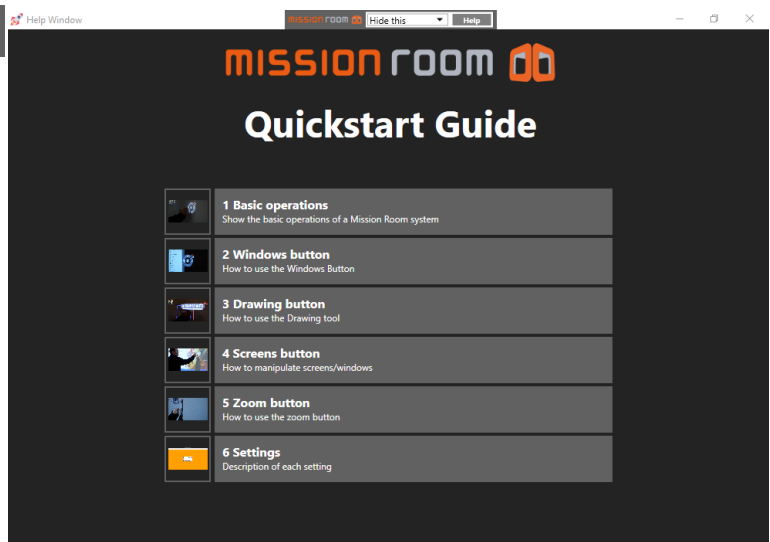 Help Window
mission room
Hide this
Help
mission room
Quickstart Guide
1 Basic operations
Show the basic operations of a Mission Room system
2 Windows button
How to use the Windows Button
3 Drawing button
How to use the Drawing tool
4 Screens button
How to manipulate screens/windows
5 Zoom button
How to use the zoom button
6 Settings
Description of each setting